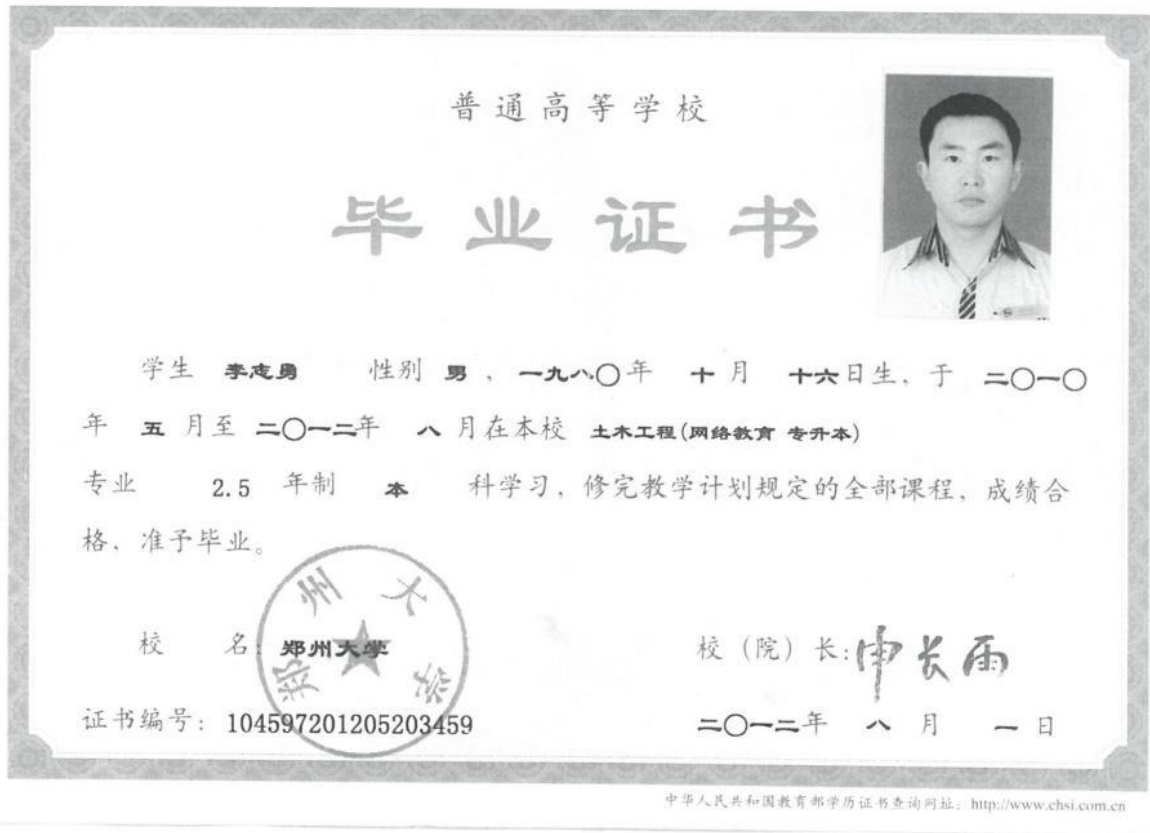 普通高等学校
毕业证书
学生 李志勇 性别 男，一九八〇年 十月 十六日生，于 二〇一〇
年 五 月至 二〇一二年 八 月在本校 土木工程(网络教育 专升本)
专业 2.5 年制 本 科学习，修完教学计划规定的全部课程，成绩合
格，准予毕业。
郑州大学
校 名：郑州大学 校（院）长：申长雨
证书编号：104597201205203459 二〇一二年 八 月 一 日
中华人民共和国教育部学历证书查询网址：http://www.chsi.com.cn